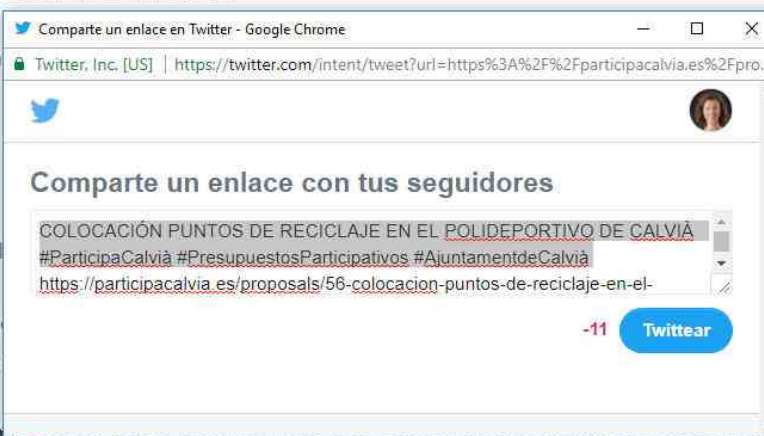 Comparte un enlace en Twitter - Google Chrome
Twitter, Inc. [US] | https://twitter.com/intent/tweet?url=https%3A%2F%2Fparticipacalvia.es%2Fpro.
Comparte un enlace con tus seguidores
COLOCACIÓN PUNTOS DE RECICLAJE EN EL POLIDEPORTIVO DE CALVIÀ
#ParticipaCalvià #PresupuestosParticipativos #AjuntamentdeCalvià
https://participacalvia.es/proposals/56-colocacion-puntos-de-reciclaje-en-el-
-11 Twittear